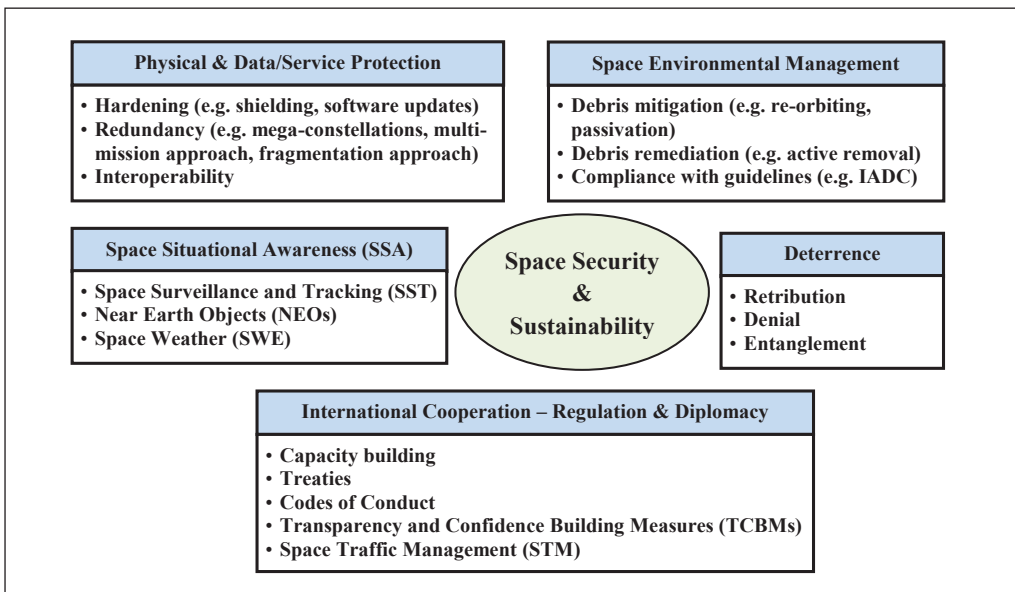 Physical & Data/Service Protection
• Hardening (e.g. shielding, software updates)
• Redundancy (e.g. mega-constellations, multi-
mission approach, fragmentation approach)
• Interoperability
Space Environmental Management
• Debris mitigation (e.g. re-orbiting,
passivation)
• Debris remediation (e.g. active removal)
• Compliance with guidelines (e.g. IADC)
Space Situational Awareness (SSA)
• Space Surveillance and Tracking (SST)
• Near Earth Objects (NEOs)
• Space Weather (SWE)
Space Security
&
Sustainability
Deterrence
• Retribution
• Denial
• Entanglement
International Cooperation – Regulation & Diplomacy
• Capacity building
• Treaties
• Codes of Conduct
• Transparency and Confidence Building Measures (TCBMs)
• Space Traffic Management (STM)